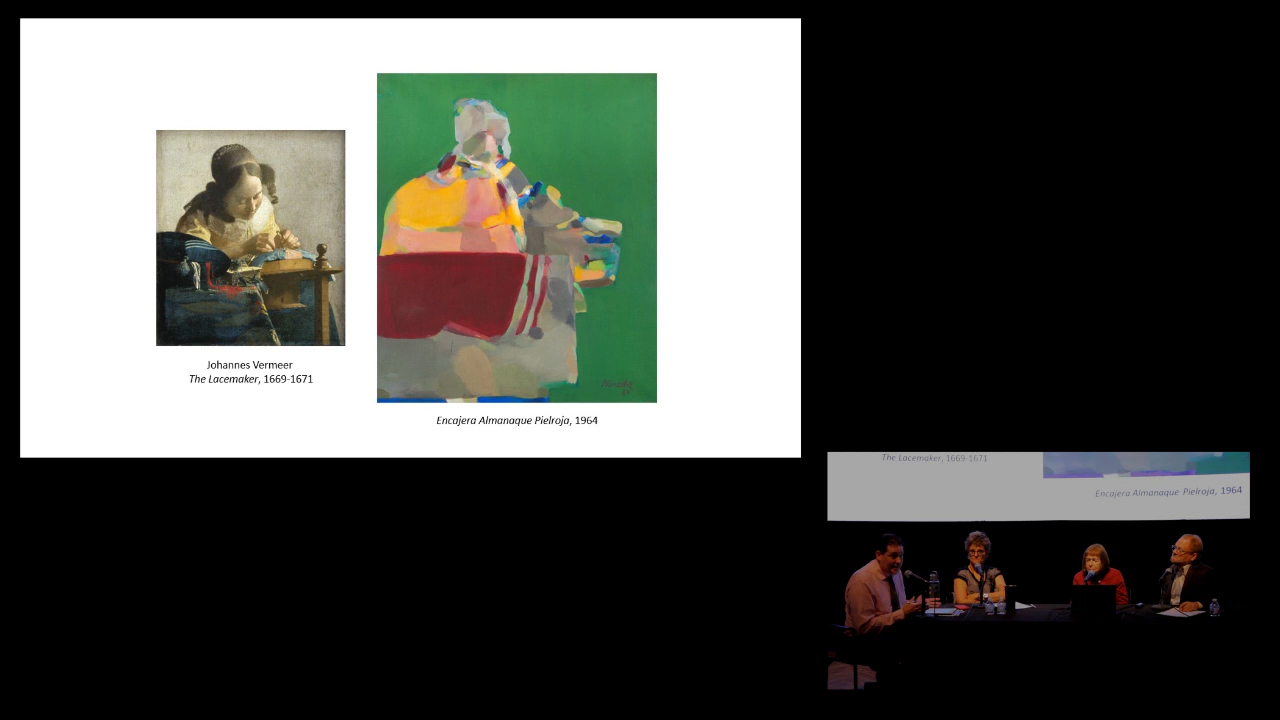 Johannes Vermeer
The Lacemaker, 1669-1671
Encajera Almanaque Pielroja, 1964
The Lacemaker, 1669-1671
Encajera Almanaque Pielroja, 1964